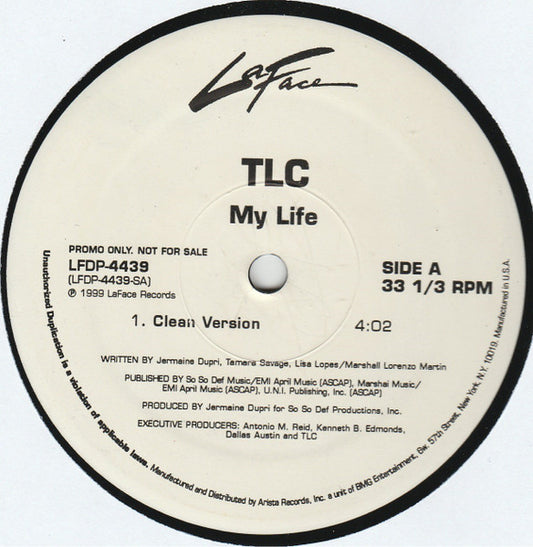 LaFace
TLC
My Life
PROMO ONLY. NOT FOR SALE
LFDP-4439
(LFDP-4439-SA)
℗ 1999 LaFace Records
SIDE A
33 1/3 RPM
1. Clean Version 4:02
WRITTEN BY Jermaine Dupri, Tamara Savage, Lisa Lopes/Marshall Lorenzo Martin
PUBLISHED BY So So Def Music/EMI April Music (ASCAP), Marshai Music/
EMI April Music (ASCAP), U.N.I. Publishing, Inc. (ASCAP)
PRODUCED BY Jermaine Dupri for So So Def Productions, Inc.
EXECUTIVE PRODUCERS: Antonio M. Reid, Kenneth B. Edmonds,
Dallas Austin and TLC
Unauthorized Duplication is a violation of applicable laws. Manufactured and Distributed by Arista Records, Inc. a unit of BMG Entertainment, 6w. 57th Street, New York, N.Y. 10019. Manufactured in U.S.A.